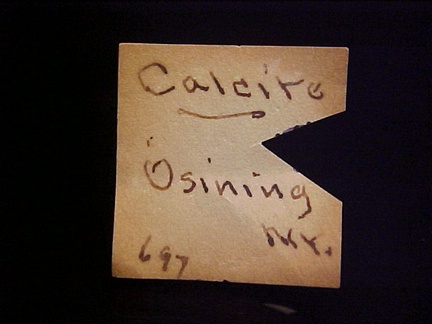 Calcite
Osining
N.Y.
697